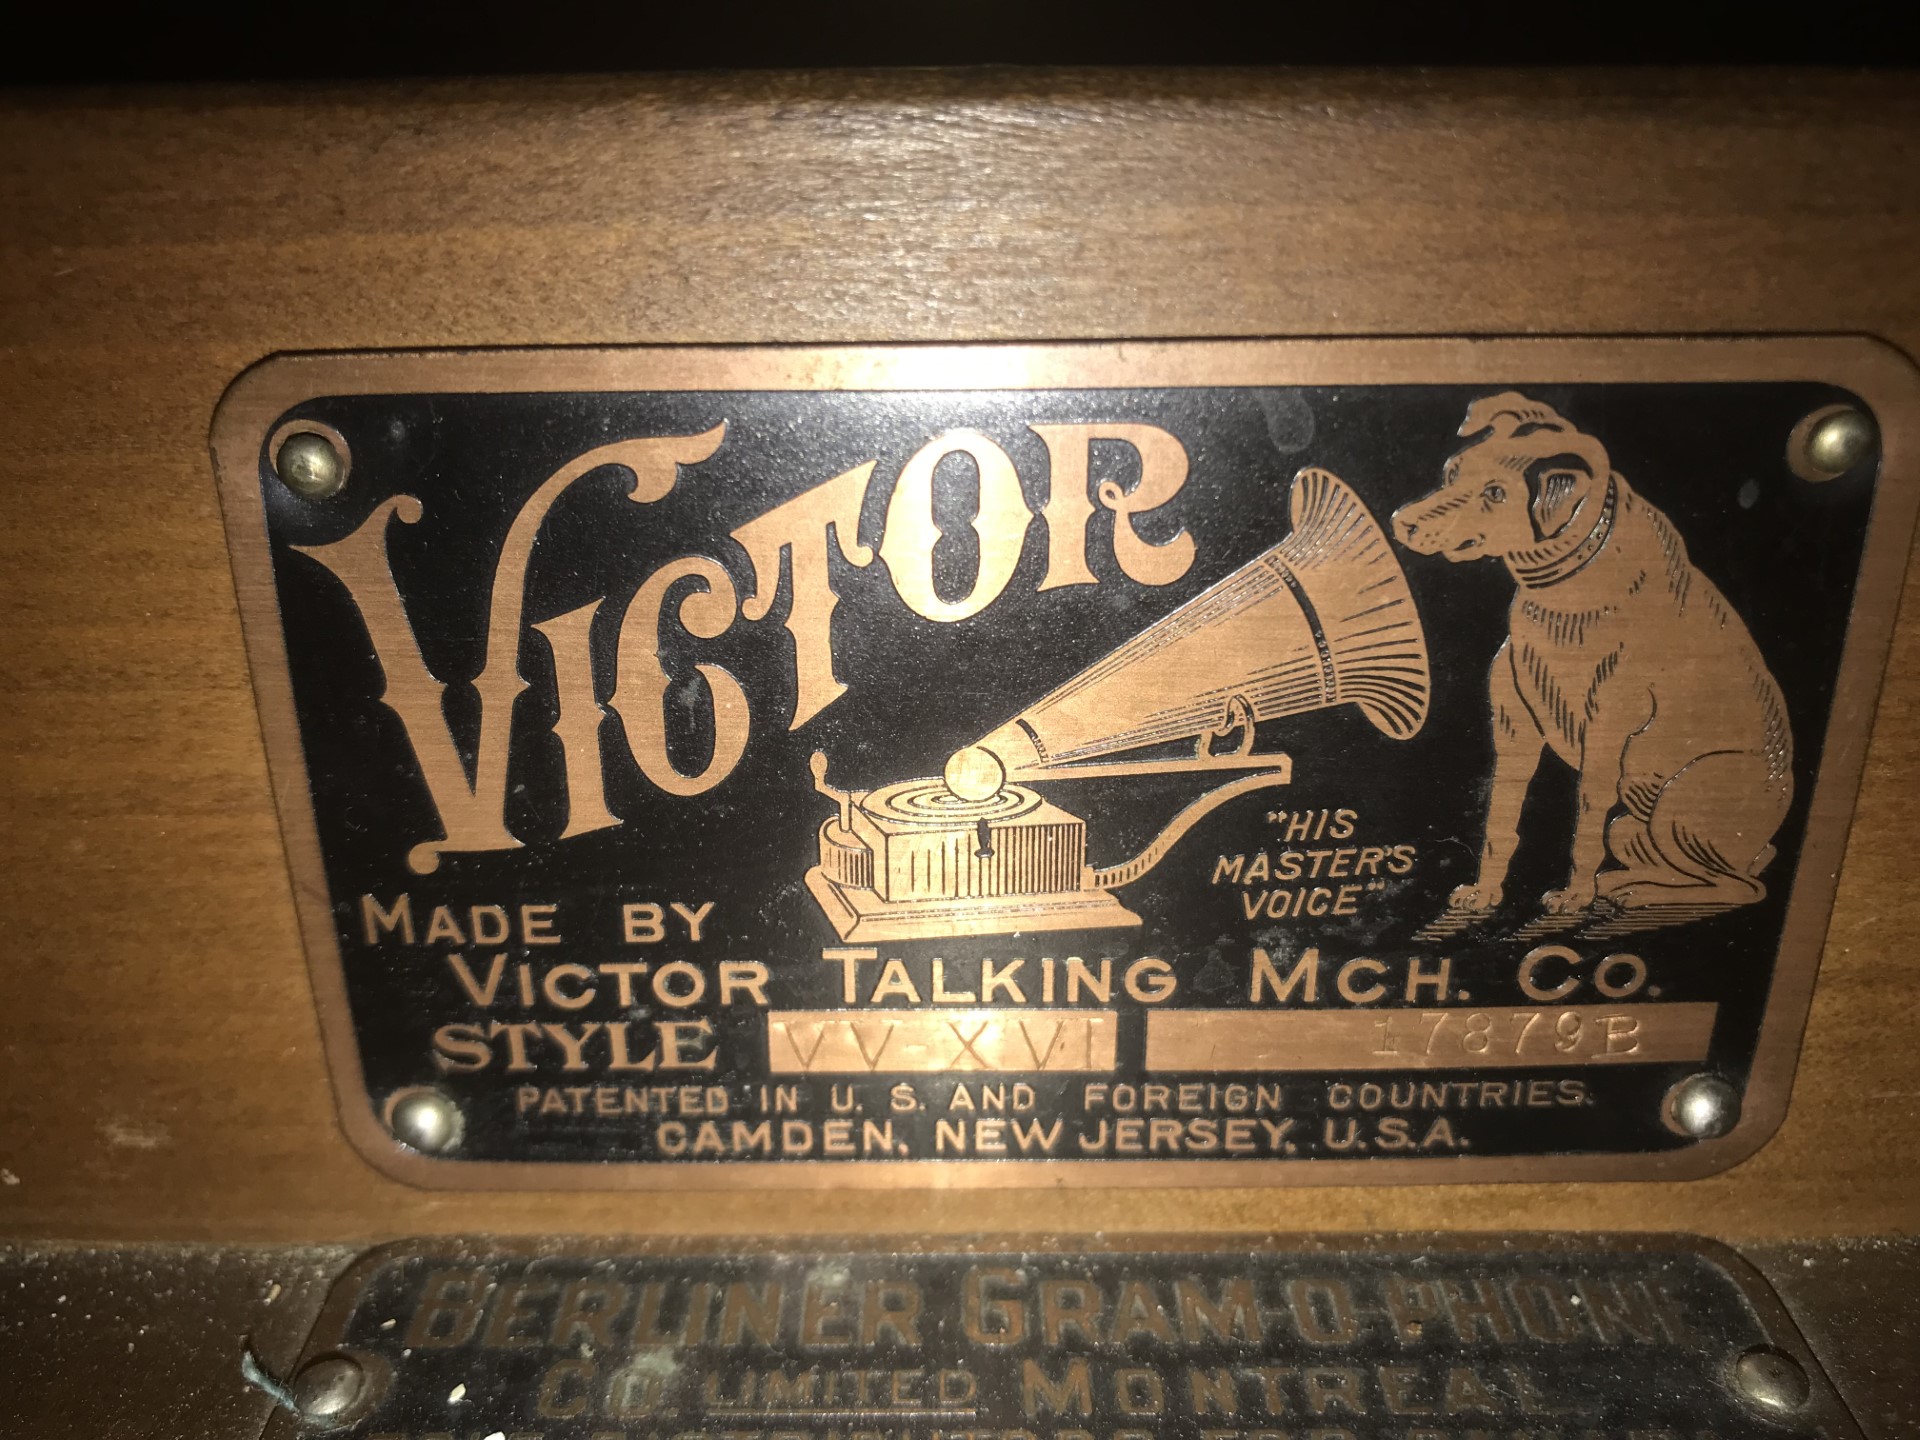 VICTOR
"HIS
MASTER'S
VOICE"
MADE BY
VICTOR TALKING MCH. CO.
STYLE VV-XVI 17879B
PATENTED IN U. S. AND FOREIGN COUNTRIES.
CAMDEN, NEW JERSEY, U.S.A.
BERLINER GRAM-O-PHONE
CO. LIMITED MONTREAL